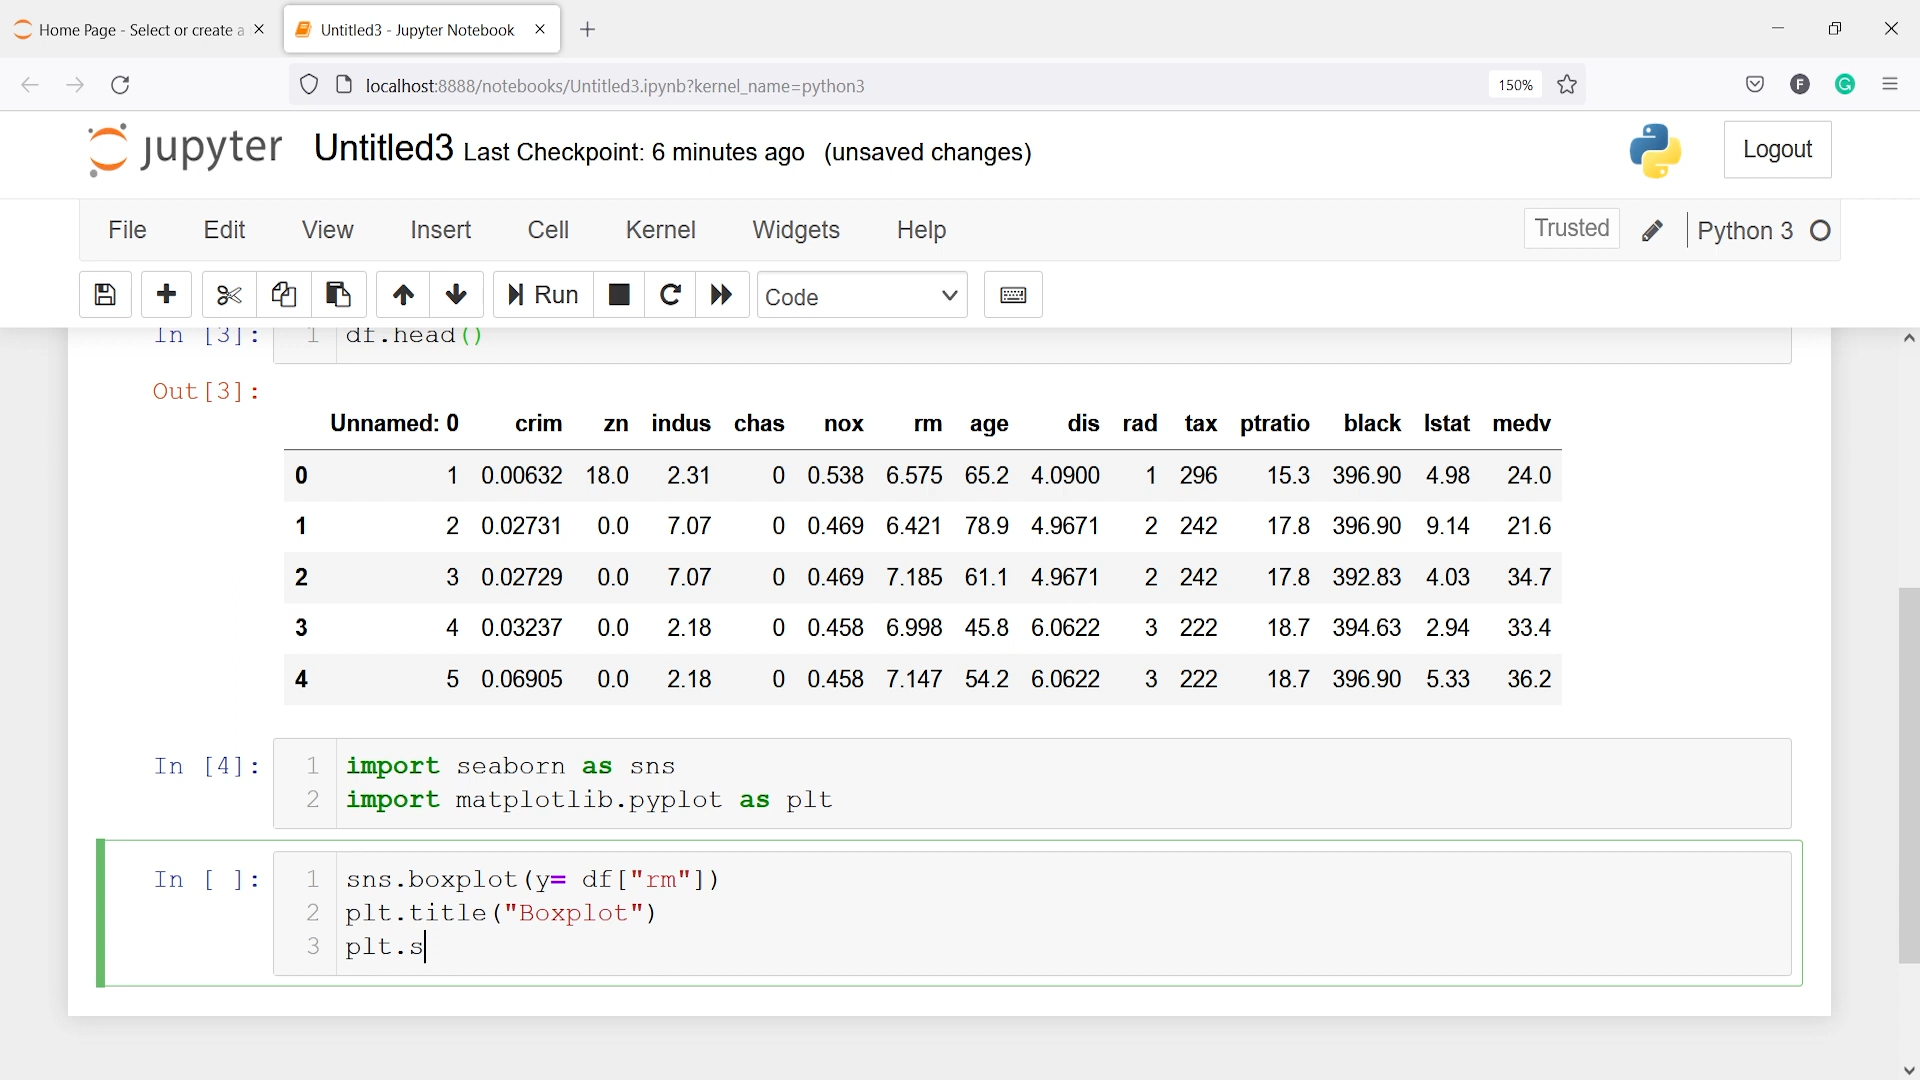 Home Page - Select or create a
Untitled3 - Jupyter Notebook
localhost:8888/notebooks/Untitled3.ipynb?kernel_name=python3
150%
F
G
jupyter Untitled3 Last Checkpoint: 6 minutes ago (unsaved changes)
Logout
File Edit View Insert Cell Kernel Widgets Help
Trusted Python 3
Run Code
In [3]: 1 df.head()
Out[3]:
Unnamed: 0 crim zn indus chas nox rm age dis rad tax ptratio black lstat medv
0 1 0.00632 18.0 2.31 0 0.538 6.575 65.2 4.0900 1 296 15.3 396.90 4.98 24.0
1 2 0.02731 0.0 7.07 0 0.469 6.421 78.9 4.9671 2 242 17.8 396.90 9.14 21.6
2 3 0.02729 0.0 7.07 0 0.469 7.185 61.1 4.9671 2 242 17.8 392.83 4.03 34.7
3 4 0.03237 0.0 2.18 0 0.458 6.998 45.8 6.0622 3 222 18.7 394.63 2.94 33.4
4 5 0.06905 0.0 2.18 0 0.458 7.147 54.2 6.0622 3 222 18.7 396.90 5.33 36.2
In [4]: 1 import seaborn as sns
2 import matplotlib.pyplot as plt
In [ ]: 1 sns.boxplot(y= df["rm"])
2 plt.title("Boxplot")
3 plt.s